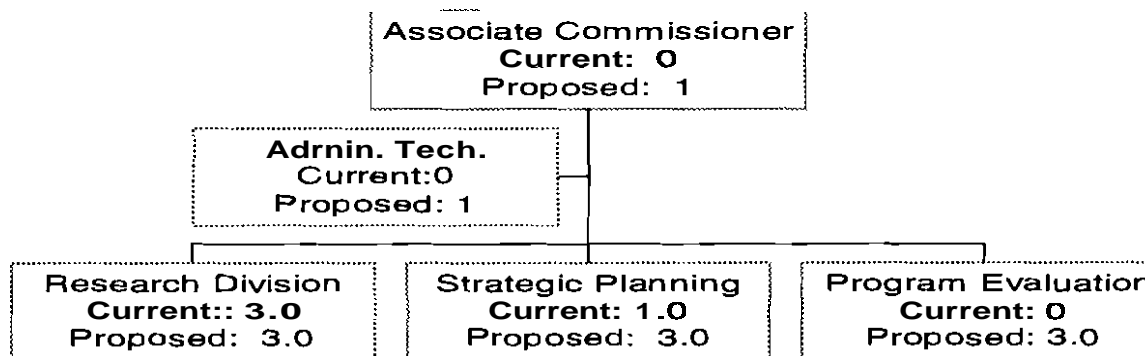 Associate Commissioner
Current: 0
Proposed: 1
Adrnin. Tech.
Current:0
Proposed: 1
Research Division
Current:: 3.0
Proposed: 3.0
Strategic Planning
Current: 1.0
Proposed: 3.0
Program Evaluation
Current: 0
Proposed: 3.0